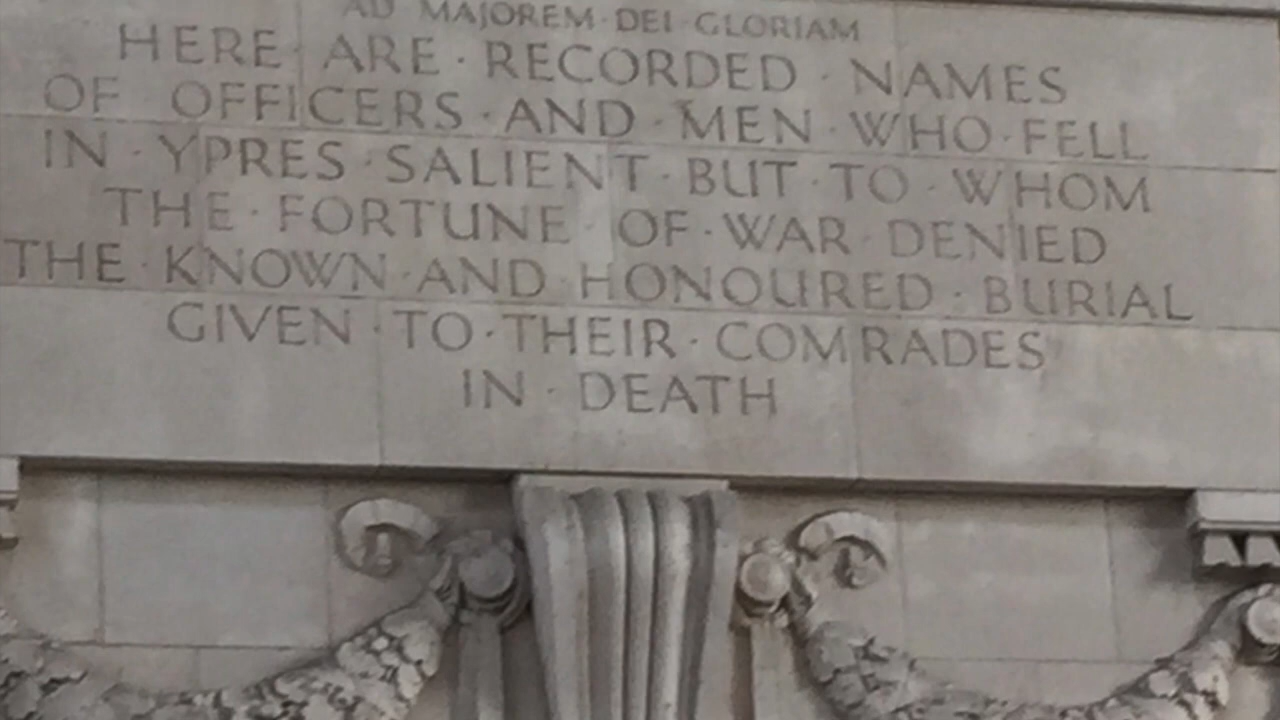 AD MAJOREM · DEI · GLORIAM
HERE · ARE · RECORDED · NAMES
OF OFFICERS · AND · MEN · WHO · FELL
IN · YPRES · SALIENT · BUT · TO · WHOM
THE · FORTUNE · OF · WAR · DENIED
THE · KNOWN · AND · HONOURED · BURIAL
GIVEN · TO · THEIR · COMRADES
IN · DEATH